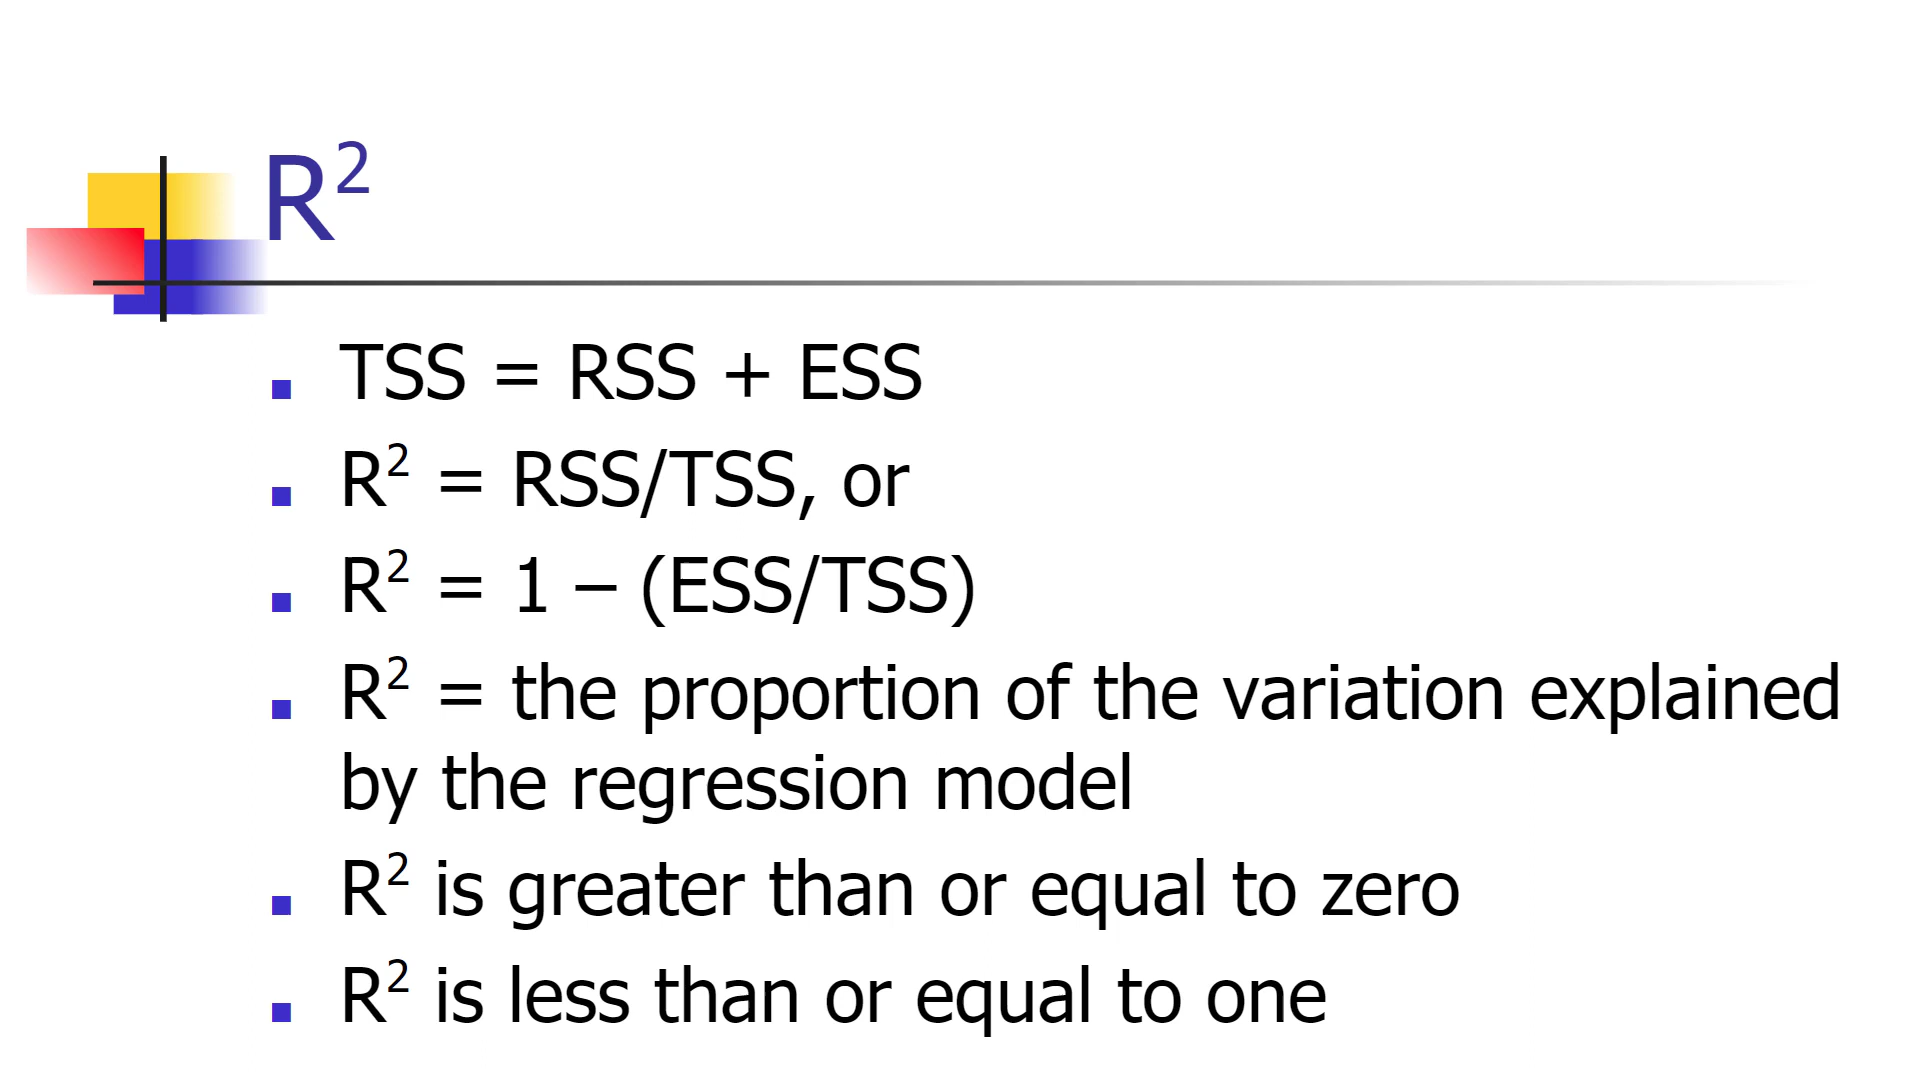 R²
▪ TSS = RSS + ESS
▪ R² = RSS/TSS, or
▪ R² = 1 – (ESS/TSS)
▪ R² = the proportion of the variation explained
by the regression model
▪ R² is greater than or equal to zero
▪ R² is less than or equal to one